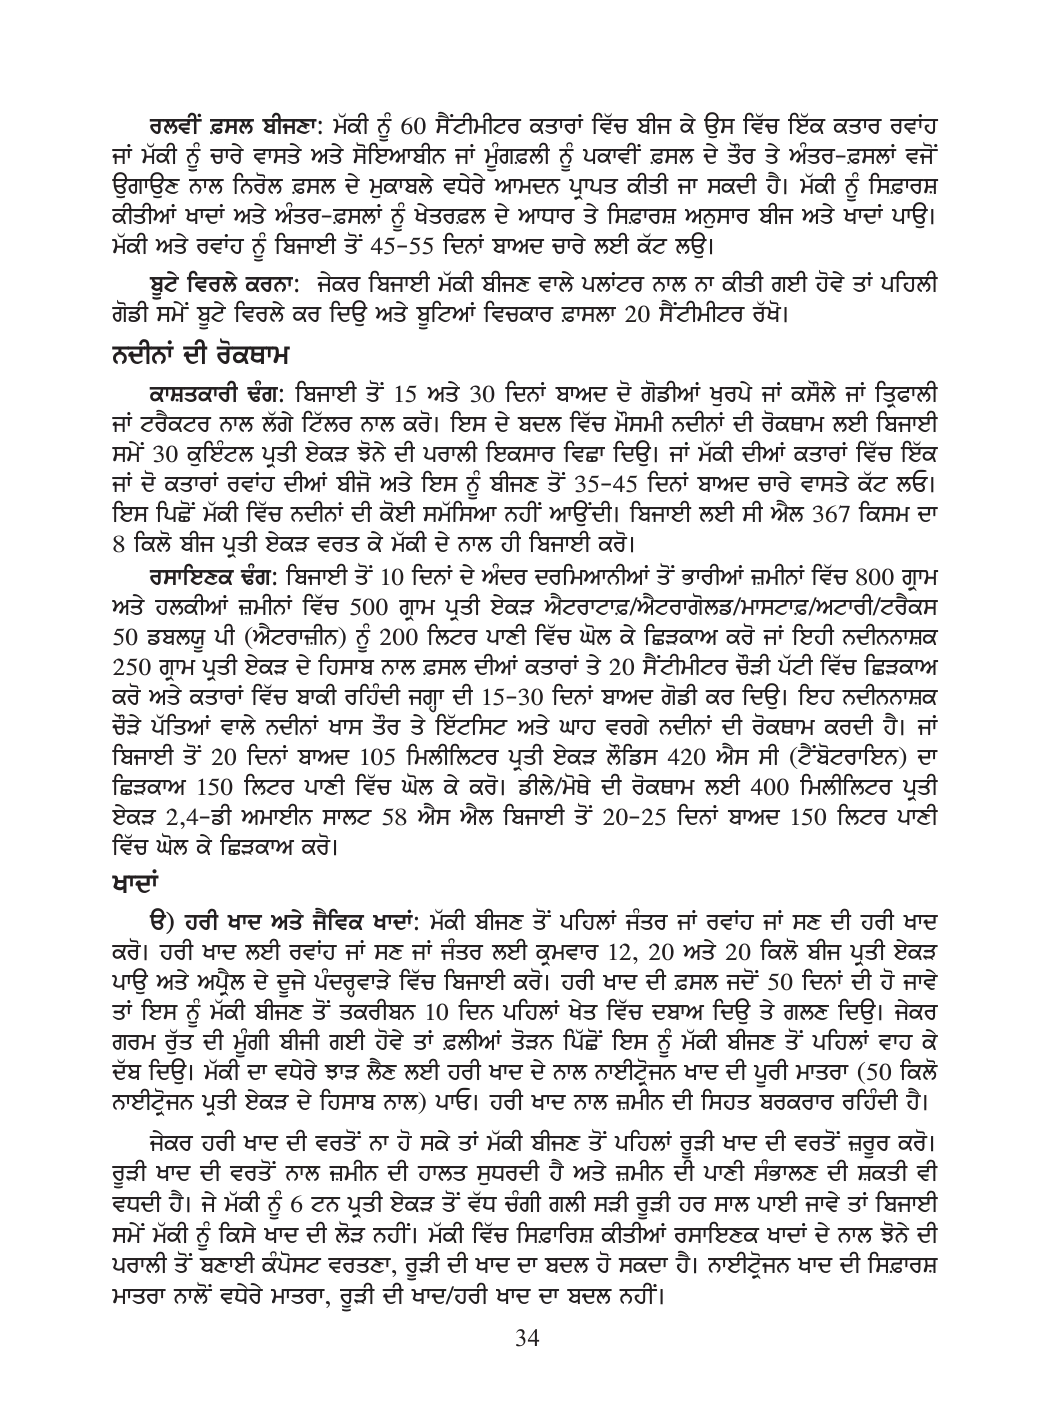 ਰਲਵੀਂ ਫ਼ਸਲ ਬੀਜਣਾ: ਮੱਕੀ ਨੂੰ 60 ਸੈਂਟੀਮੀਟਰ ਕਤਾਰਾਂ ਵਿੱਚ ਬੀਜ ਕੇ ਉਸ ਵਿੱਚ ਇੱਕ ਕਤਾਰ ਰਵਾਂਹ
ਜਾਂ ਮੱਕੀ ਨੂੰ ਚਾਰੇ ਵਾਸਤੇ ਅਤੇ ਸੋਇਆਬੀਨ ਜਾਂ ਮੂੰਗਫ਼ਲੀ ਨੂੰ ਪਕਾਵੀਂ ਫ਼ਸਲ ਦੇ ਤੌਰ ਤੇ ਅੰਤਰ-ਫ਼ਸਲਾਂ ਵਜੋਂ
ਉਗਾਉਣ ਨਾਲ ਨਿਰੋਲ ਫ਼ਸਲ ਦੇ ਮੁਕਾਬਲੇ ਵਧੇਰੇ ਆਮਦਨ ਪ੍ਰਾਪਤ ਕੀਤੀ ਜਾ ਸਕਦੀ ਹੈ। ਮੱਕੀ ਨੂੰ ਸਿਫ਼ਾਰਸ਼
ਕੀਤੀਆਂ ਖਾਦਾਂ ਅਤੇ ਅੰਤਰ-ਫ਼ਸਲਾਂ ਨੂੰ ਖੇਤਰਫ਼ਲ ਦੇ ਆਧਾਰ ਤੇ ਸਿਫ਼ਾਰਸ਼ ਅਨੁਸਾਰ ਬੀਜ ਅਤੇ ਖਾਦਾਂ ਪਾਉ।
ਮੱਕੀ ਅਤੇ ਰਵਾਂਹ ਨੂੰ ਬਿਜਾਈ ਤੋਂ 45-55 ਦਿਨਾਂ ਬਾਅਦ ਚਾਰੇ ਲਈ ਕੱਟ ਲਉ।
ਬੂਟੇ ਵਿਰਲੇ ਕਰਨਾ: ਜੇਕਰ ਬਿਜਾਈ ਮੱਕੀ ਬੀਜਣ ਵਾਲੇ ਪਲਾਂਟਰ ਨਾਲ ਨਾ ਕੀਤੀ ਗਈ ਹੋਵੇ ਤਾਂ ਪਹਿਲੀ
ਗੋਡੀ ਸਮੇਂ ਬੂਟੇ ਵਿਰਲੇ ਕਰ ਦਿਉ ਅਤੇ ਬੂਟਿਆਂ ਵਿਚਕਾਰ ਫ਼ਾਸਲਾ 20 ਸੈਂਟੀਮੀਟਰ ਰੱਖੋ।
ਨਦੀਨਾਂ ਦੀ ਰੋਕਥਾਮ
ਕਾਸ਼ਤਕਾਰੀ ਢੰਗ: ਬਿਜਾਈ ਤੋਂ 15 ਅਤੇ 30 ਦਿਨਾਂ ਬਾਅਦ ਦੋ ਗੋਡੀਆਂ ਖੁਰਪੇ ਜਾਂ ਕਸੌਲੇ ਜਾਂ ਤ੍ਰਿਫਾਲੀ
ਜਾਂ ਟਰੈਕਟਰ ਨਾਲ ਲੱਗੇ ਟਿੱਲਰ ਨਾਲ ਕਰੋ। ਇਸ ਦੇ ਬਦਲ ਵਿੱਚ ਮੌਸਮੀ ਨਦੀਨਾਂ ਦੀ ਰੋਕਥਾਮ ਲਈ ਬਿਜਾਈ
ਸਮੇਂ 30 ਕੁਇੰਟਲ ਪ੍ਰਤੀ ਏਕੜ ਝੋਨੇ ਦੀ ਪਰਾਲੀ ਇਕਸਾਰ ਵਿਛਾ ਦਿਉ। ਜਾਂ ਮੱਕੀ ਦੀਆਂ ਕਤਾਰਾਂ ਵਿੱਚ ਇੱਕ
ਜਾਂ ਦੋ ਕਤਾਰਾਂ ਰਵਾਂਹ ਦੀਆਂ ਬੀਜੋ ਅਤੇ ਇਸ ਨੂੰ ਬੀਜਣ ਤੋਂ 35-45 ਦਿਨਾਂ ਬਾਅਦ ਚਾਰੇ ਵਾਸਤੇ ਕੱਟ ਲਓ।
ਇਸ ਪਿਛੋਂ ਮੱਕੀ ਵਿੱਚ ਨਦੀਨਾਂ ਦੀ ਕੋਈ ਸਮੱਸਿਆ ਨਹੀਂ ਆਉਂਦੀ। ਬਿਜਾਈ ਲਈ ਸੀ ਐਲ 367 ਕਿਸਮ ਦਾ
8 ਕਿਲੋ ਬੀਜ ਪ੍ਰਤੀ ਏਕੜ ਵਰਤ ਕੇ ਮੱਕੀ ਦੇ ਨਾਲ ਹੀ ਬਿਜਾਈ ਕਰੋ।
ਰਸਾਇਣਕ ਢੰਗ: ਬਿਜਾਈ ਤੋਂ 10 ਦਿਨਾਂ ਦੇ ਅੰਦਰ ਦਰਮਿਆਨੀਆਂ ਤੋਂ ਭਾਰੀਆਂ ਜ਼ਮੀਨਾਂ ਵਿੱਚ 800 ਗ੍ਰਾਮ
ਅਤੇ ਹਲਕੀਆਂ ਜ਼ਮੀਨਾਂ ਵਿੱਚ 500 ਗ੍ਰਾਮ ਪ੍ਰਤੀ ਏਕੜ ਐਟਰਾਟਾਫ਼/ਐਟਰਾਗੋਲਡ/ਮਾਸਟਾਫ਼/ਅਟਾਰੀ/ਟਰੈਕਸ
50 ਡਬਲਯੂ ਪੀ (ਐਟਰਾਜ਼ੀਨ) ਨੂੰ 200 ਲਿਟਰ ਪਾਣੀ ਵਿੱਚ ਘੋਲ ਕੇ ਛਿੜਕਾਅ ਕਰੋ ਜਾਂ ਇਹੀ ਨਦੀਨਨਾਸ਼ਕ
250 ਗ੍ਰਾਮ ਪ੍ਰਤੀ ਏਕੜ ਦੇ ਹਿਸਾਬ ਨਾਲ ਫ਼ਸਲ ਦੀਆਂ ਕਤਾਰਾਂ ਤੇ 20 ਸੈਂਟੀਮੀਟਰ ਚੌੜੀ ਪੱਟੀ ਵਿੱਚ ਛਿੜਕਾਅ
ਕਰੋ ਅਤੇ ਕਤਾਰਾਂ ਵਿੱਚ ਬਾਕੀ ਰਹਿੰਦੀ ਜਗ੍ਹਾ ਦੀ 15-30 ਦਿਨਾਂ ਬਾਅਦ ਗੋਡੀ ਕਰ ਦਿਉ। ਇਹ ਨਦੀਨਨਾਸ਼ਕ
ਚੌੜੇ ਪੱਤਿਆਂ ਵਾਲੇ ਨਦੀਨਾਂ ਖਾਸ ਤੌਰ ਤੇ ਇੱਟਸਿਟ ਅਤੇ ਘਾਹ ਵਰਗੇ ਨਦੀਨਾਂ ਦੀ ਰੋਕਥਾਮ ਕਰਦੀ ਹੈ। ਜਾਂ
ਬਿਜਾਈ ਤੋਂ 20 ਦਿਨਾਂ ਬਾਅਦ 105 ਮਿਲੀਲਿਟਰ ਪ੍ਰਤੀ ਏਕੜ ਲੌਡਿਸ 420 ਐਸ ਸੀ (ਟੈਂਬੋਟਰਾਇਨ) ਦਾ
ਛਿੜਕਾਅ 150 ਲਿਟਰ ਪਾਣੀ ਵਿੱਚ ਘੋਲ ਕੇ ਕਰੋ। ਡੀਲੇ/ਮੋਥੇ ਦੀ ਰੋਕਥਾਮ ਲਈ 400 ਮਿਲੀਲਿਟਰ ਪ੍ਰਤੀ
ਏਕੜ 2,4-ਡੀ ਅਮਾਈਨ ਸਾਲਟ 58 ਐਸ ਐਲ ਬਿਜਾਈ ਤੋਂ 20-25 ਦਿਨਾਂ ਬਾਅਦ 150 ਲਿਟਰ ਪਾਣੀ
ਵਿੱਚ ਘੋਲ ਕੇ ਛਿੜਕਾਅ ਕਰੋ।
ਖਾਦਾਂ
ੳ) ਹਰੀ ਖਾਦ ਅਤੇ ਜੈਵਿਕ ਖਾਦਾਂ: ਮੱਕੀ ਬੀਜਣ ਤੋਂ ਪਹਿਲਾਂ ਜੰਤਰ ਜਾਂ ਰਵਾਂਹ ਜਾਂ ਸਣ ਦੀ ਹਰੀ ਖਾਦ
ਕਰੋ। ਹਰੀ ਖਾਦ ਲਈ ਰਵਾਂਹ ਜਾਂ ਸਣ ਜਾਂ ਜੰਤਰ ਲਈ ਕ੍ਰਮਵਾਰ 12, 20 ਅਤੇ 20 ਕਿਲੋ ਬੀਜ ਪ੍ਰਤੀ ਏਕੜ
ਪਾਉ ਅਤੇ ਅਪ੍ਰੈਲ ਦੇ ਦੂਜੇ ਪੰਦਰ੍ਹਵਾੜੇ ਵਿੱਚ ਬਿਜਾਈ ਕਰੋ। ਹਰੀ ਖਾਦ ਦੀ ਫ਼ਸਲ ਜਦੋਂ 50 ਦਿਨਾਂ ਦੀ ਹੋ ਜਾਵੇ
ਤਾਂ ਇਸ ਨੂੰ ਮੱਕੀ ਬੀਜਣ ਤੋਂ ਤਕਰੀਬਨ 10 ਦਿਨ ਪਹਿਲਾਂ ਖੇਤ ਵਿੱਚ ਦਬਾਅ ਦਿਉ ਤੇ ਗਲਣ ਦਿਉ। ਜੇਕਰ
ਗਰਮ ਰੁੱਤ ਦੀ ਮੂੰਗੀ ਬੀਜੀ ਗਈ ਹੋਵੇ ਤਾਂ ਫ਼ਲੀਆਂ ਤੋੜਨ ਪਿੱਛੋਂ ਇਸ ਨੂੰ ਮੱਕੀ ਬੀਜਣ ਤੋਂ ਪਹਿਲਾਂ ਵਾਹ ਕੇ
ਦੱਬ ਦਿਉ। ਮੱਕੀ ਦਾ ਵਧੇਰੇ ਝਾੜ ਲੈਣ ਲਈ ਹਰੀ ਖਾਦ ਦੇ ਨਾਲ ਨਾਈਟ੍ਰੋਜਨ ਖਾਦ ਦੀ ਪੂਰੀ ਮਾਤਰਾ (50 ਕਿਲੋ
ਨਾਈਟ੍ਰੋਜਨ ਪ੍ਰਤੀ ਏਕੜ ਦੇ ਹਿਸਾਬ ਨਾਲ) ਪਾਓ। ਹਰੀ ਖਾਦ ਨਾਲ ਜ਼ਮੀਨ ਦੀ ਸਿਹਤ ਬਰਕਰਾਰ ਰਹਿੰਦੀ ਹੈ।
ਜੇਕਰ ਹਰੀ ਖਾਦ ਦੀ ਵਰਤੋਂ ਨਾ ਹੋ ਸਕੇ ਤਾਂ ਮੱਕੀ ਬੀਜਣ ਤੋਂ ਪਹਿਲਾਂ ਰੂੜੀ ਖਾਦ ਦੀ ਵਰਤੋਂ ਜ਼ਰੂਰ ਕਰੋ।
ਰੂੜੀ ਖਾਦ ਦੀ ਵਰਤੋਂ ਨਾਲ ਜ਼ਮੀਨ ਦੀ ਹਾਲਤ ਸੁਧਰਦੀ ਹੈ ਅਤੇ ਜ਼ਮੀਨ ਦੀ ਪਾਣੀ ਸੰਭਾਲਣ ਦੀ ਸ਼ਕਤੀ ਵੀ
ਵਧਦੀ ਹੈ। ਜੇ ਮੱਕੀ ਨੂੰ 6 ਟਨ ਪ੍ਰਤੀ ਏਕੜ ਤੋਂ ਵੱਧ ਚੰਗੀ ਗਲੀ ਸੜੀ ਰੂੜੀ ਹਰ ਸਾਲ ਪਾਈ ਜਾਵੇ ਤਾਂ ਬਿਜਾਈ
ਸਮੇਂ ਮੱਕੀ ਨੂੰ ਕਿਸੇ ਖਾਦ ਦੀ ਲੋੜ ਨਹੀਂ। ਮੱਕੀ ਵਿੱਚ ਸਿਫ਼ਾਰਿਸ਼ ਕੀਤੀਆਂ ਰਸਾਇਣਕ ਖਾਦਾਂ ਦੇ ਨਾਲ ਝੋਨੇ ਦੀ
ਪਰਾਲੀ ਤੋਂ ਬਣਾਈ ਕੰਪੋਸਟ ਵਰਤਣਾ, ਰੂੜੀ ਦੀ ਖਾਦ ਦਾ ਬਦਲ ਹੋ ਸਕਦਾ ਹੈ। ਨਾਈਟ੍ਰੋਜਨ ਖਾਦ ਦੀ ਸਿਫ਼ਾਰਸ਼
ਮਾਤਰਾ ਨਾਲੋਂ ਵਧੇਰੇ ਮਾਤਰਾ, ਰੂੜੀ ਦੀ ਖਾਦ/ਹਰੀ ਖਾਦ ਦਾ ਬਦਲ ਨਹੀਂ।
34